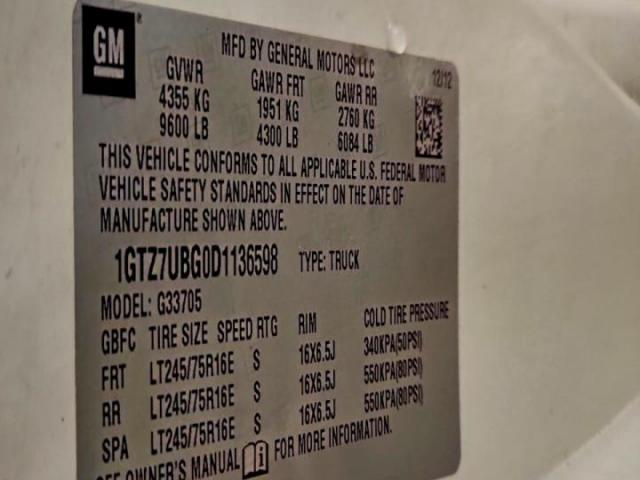 GM
MFD BY GENERAL MOTORS LLC
12/12
GVWR GAWR FRT GAWR RR
4355 KG 1951 KG 2760 KG
9600 LB 4300 LB 6084 LB
THIS VEHICLE CONFORMS TO ALL APPLICABLE U.S. FEDERAL MOTOR
VEHICLE SAFETY STANDARDS IN EFFECT ON THE DATE OF
MANUFACTURE SHOWN ABOVE.
1GTZ7UBG0D1136598 TYPE: TRUCK
MODEL: G33705
GBFC TIRE SIZE SPEED RTG RIM COLD TIRE PRESSURE
FRT LT245/75R16E S 16X6.5J 340KPA(50PSI)
RR LT245/75R16E S 16X6.5J 550KPA(80PSI)
SPA LT245/75R16E S 16X6.5J 550KPA(80PSI)
SEE OWNER'S MANUAL FOR MORE INFORMATION.